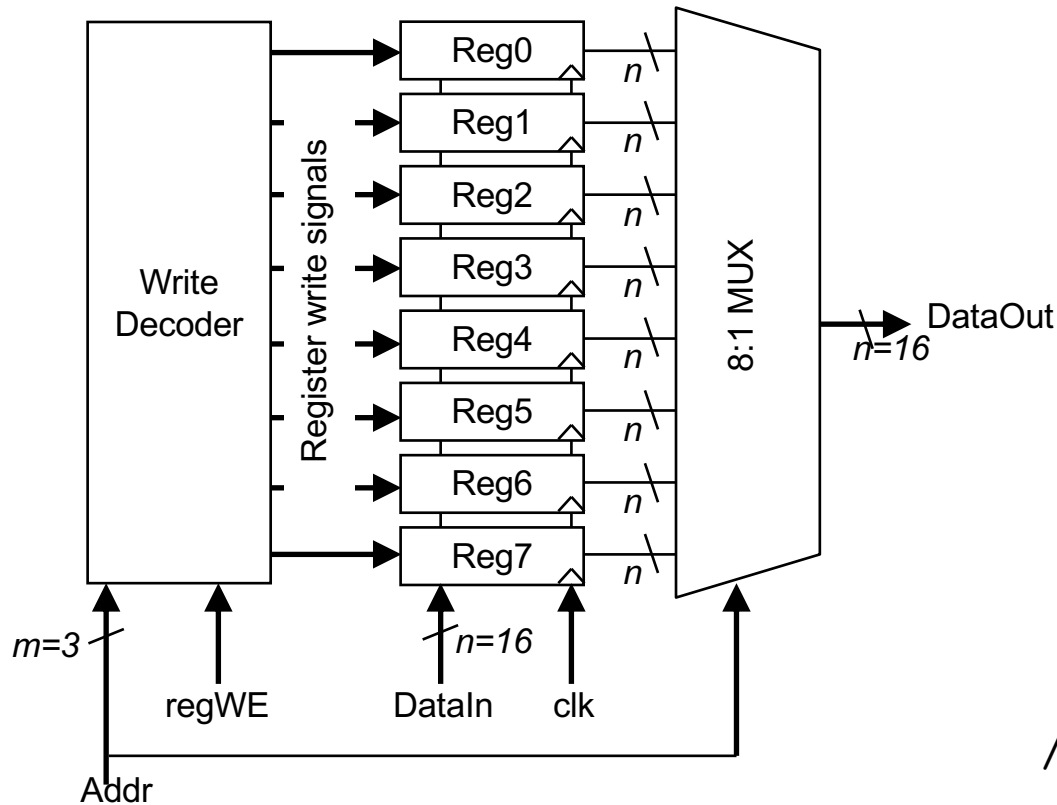 Write
Decoder
Register write signals
Reg0
Reg1
Reg2
Reg3
Reg4
Reg5
Reg6
Reg7
n
n
n
n
n
n
n
n
8:1 MUX
DataOut
n=16
m=3
n=16
regWE
DataIn
clk
Addr